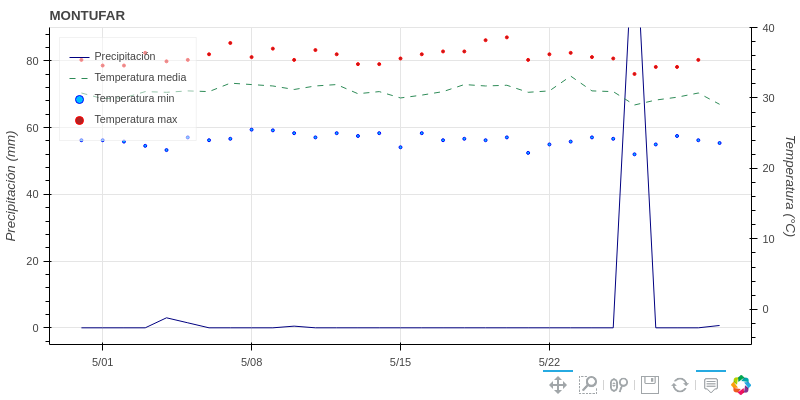 MONTUFAR
Precipitación
Temperatura media
Temperatura min
Temperatura max
Precipitación (mm)
80
60
40
20
0
Temperatura (°C)
40
30
20
10
0
5/01
5/08
5/15
5/22